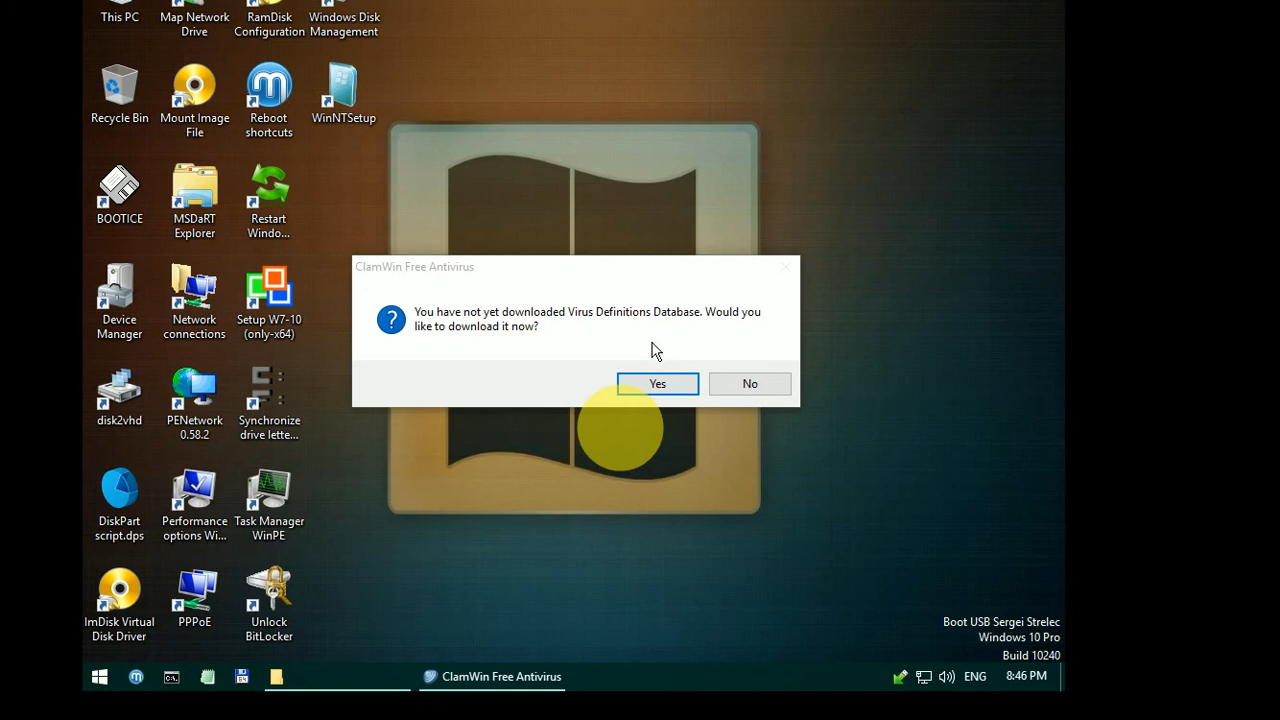 This PC
Map Network
Drive
RamDisk
Configuration
Windows Disk
Management
Recycle Bin
Mount Image
File
Reboot
shortcuts
WinNTSetup
BOOTICE
MSDaRT
Explorer
Restart
Windo...
Device
Manager
Network
connections
Setup W7-10
(only-x64)
disk2vhd
PENetwork
0.58.2
Synchronize
drive lette...
DiskPart
script.dps
Performance
options Wi...
Task Manager
WinPE
ImDisk Virtual
Disk Driver
PPPoE
Unlock
BitLocker
ClamWin Free Antivirus
You have not yet downloaded Virus Definitions Database. Would you
like to download it now?
Yes
No
Boot USB Sergei Strelec
Windows 10 Pro
Build 10240
ClamWin Free Antivirus
ENG
8:46 PM